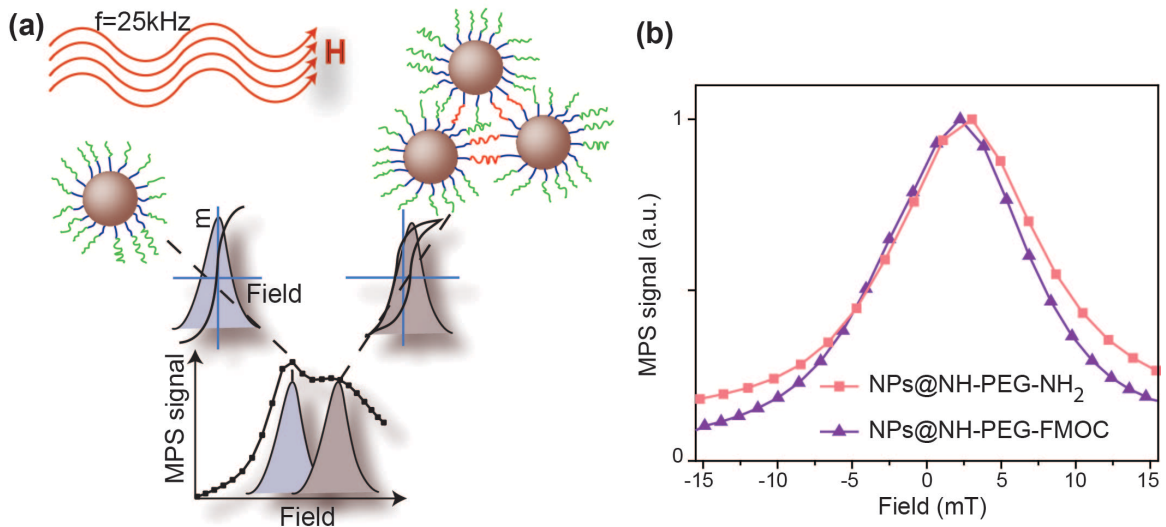 (a)
f=25kHz
H
m
Field
MPS signal
Field
(b)
MPS signal (a.u.)
1
0
NPs@NH-PEG-NH₂
NPs@NH-PEG-FMOC
-15 -10 -5 0 5 10 15
Field (mT)